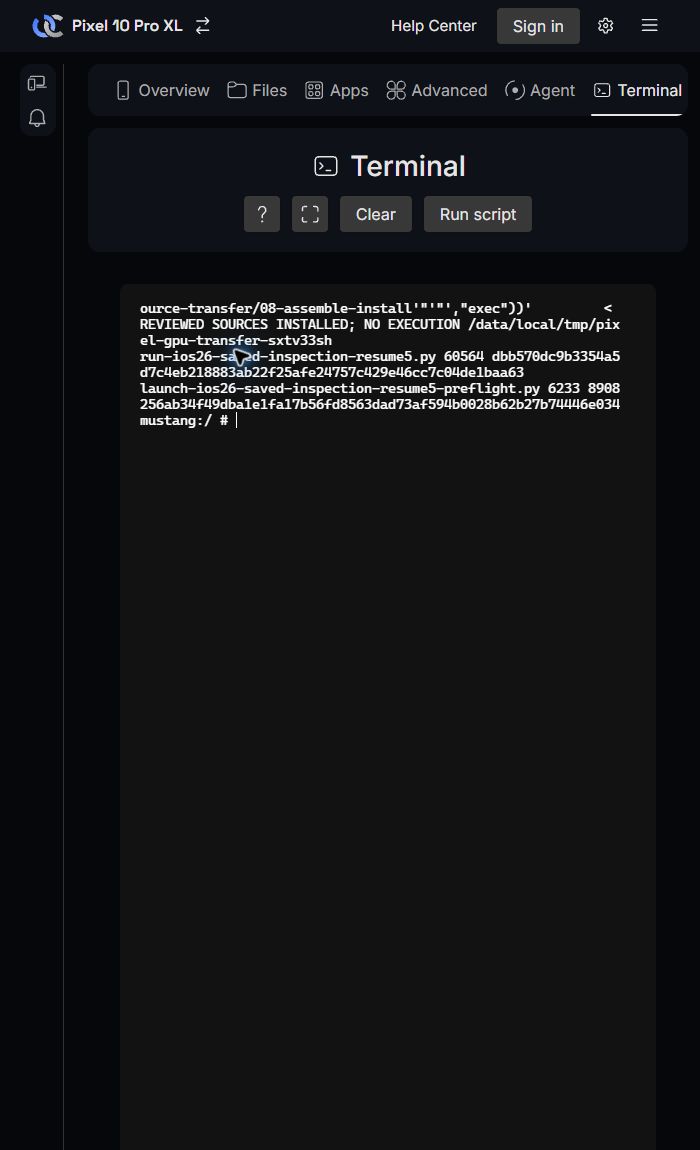 Pixel 10 Pro XL
Help Center
Sign in
Overview
Files
Apps
Advanced
Agent
Terminal
Terminal
?
Clear
Run script
ource-transfer/08-assemble-install'"'"',"exec"))' <
REVIEWED SOURCES INSTALLED; NO EXECUTION /data/local/tmp/pix
el-gpu-transfer-sxtv33sh
run-ios26-saved-inspection-resume5.py 60564 dbb570dc9b3354a5
d7c4eb218883ab22f25afe24757c429e46cc7c04de1baa63
launch-ios26-saved-inspection-resume5-preflight.py 6233 8908
256ab34f49dba1e1fa17b56fd8563dad73af594b0028b62b27b74446e034
mustang:/ #